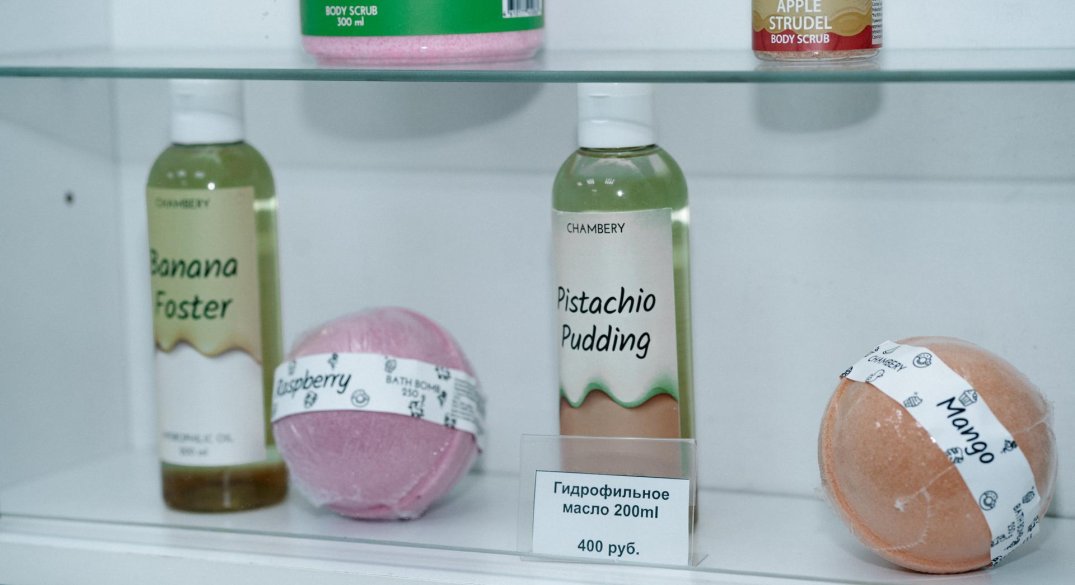 BODY SCRUB
300 ml
APPLE
STRUDEL
BODY SCRUB
CHAMBERY
Banana
Foster
OIL
CHAMBERY
Pistachio
Pudding
Raspberry
BATH BOMB
250
CHAMBERY
Mango
Гидрофильное
масло 200ml
400 руб.